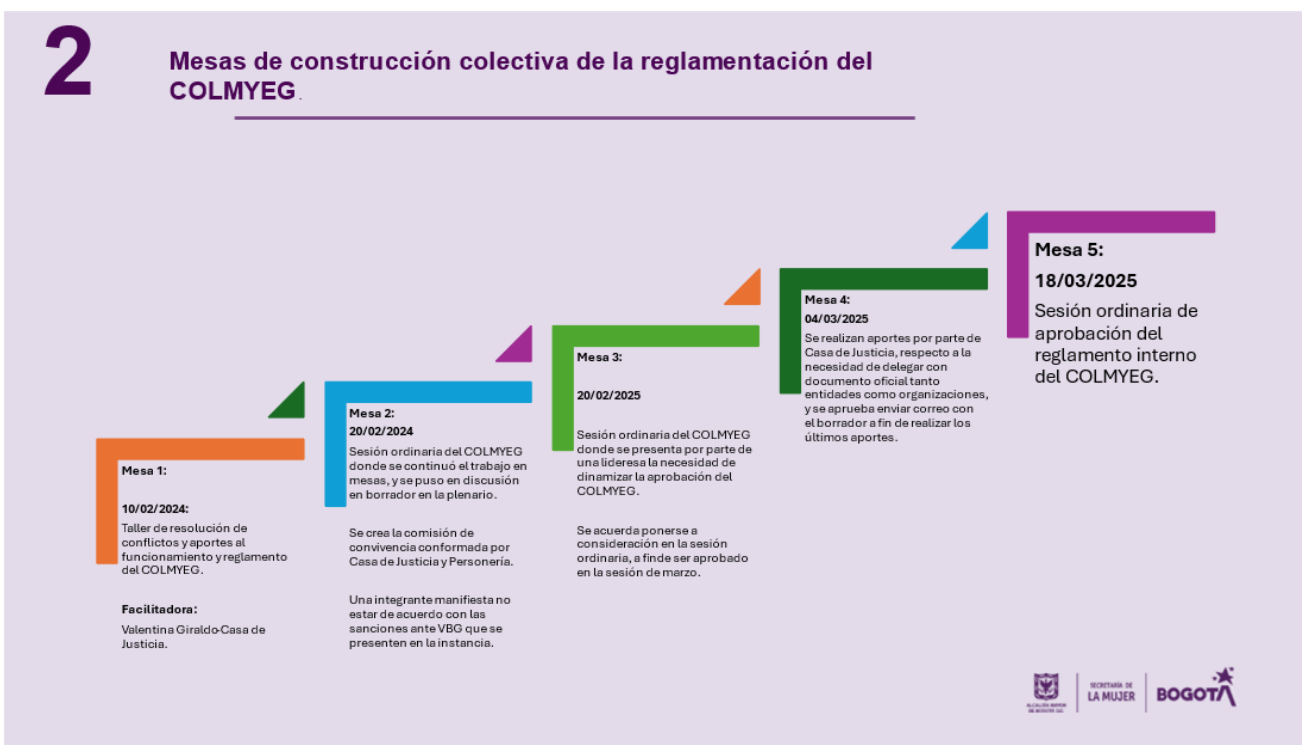 2
Mesas de construcción colectiva de la reglamentación del
COLMYEG.
Mesa 1:
10/02/2024:
Taller de resolución de
conflictos y aportes al
funcionamiento y reglamento
del COLMYEG.
Facilitadora:
Valentina Giraldo-Casa de
Justicia.
Mesa 2:
20/02/2024
Sesión ordinaria del COLMYEG
donde se continuó el trabajo en
mesas, y se puso en discusión
en borrador en la plenario.
Se crea la comisión de
convivencia conformada por
Casa de Justicia y Personería.
Una integrante manifiesta no
estar de acuerdo con las
sanciones ante VBG que se
presenten en la instancia.
Mesa 3:
20/02/2025
Sesión ordinaria del COLMYEG
donde se presenta por parte de
una lideresa la necesidad de
dinamizar la aprobación del
COLMYEG.
Se acuerda ponerse a
consideración en la sesión
ordinaria, a finde ser aprobado
en la sesión de marzo.
Mesa 4:
04/03/2025
Se realizan aportes por parte de
Casa de Justicia, respecto a la
necesidad de delegar con
documento oficial tanto
entidades como organizaciones,
y se aprueba enviar correo con
el borrador a fin de realizar los
últimos aportes.
Mesa 5:
18/03/2025
Sesión ordinaria de
aprobación del
reglamento interno
del COLMYEG.
ALCALDÍA MAYOR
DE BOGOTÁ D.C.
SECRETARÍA DE
LA MUJER
BOGOTÁ